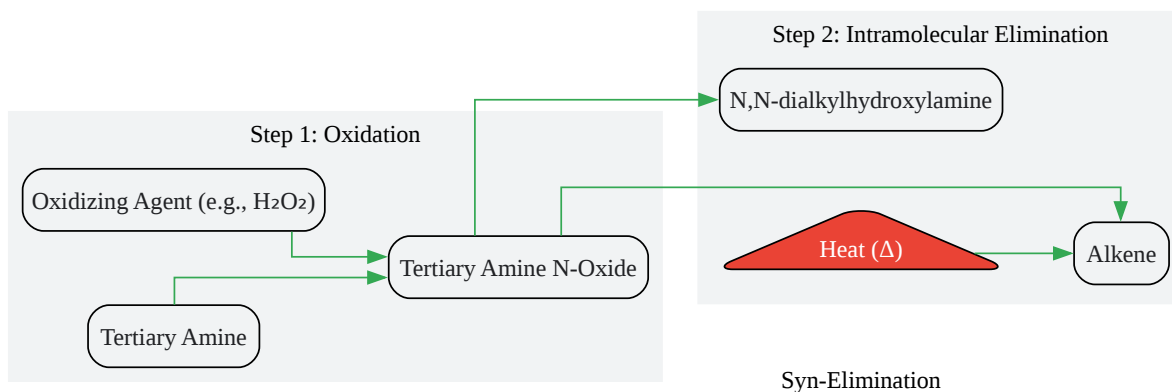 Step 2: Intramolecular Elimination
N,N-dialkylhydroxylamine
Step 1: Oxidation
Oxidizing Agent (e.g., H₂O₂)
Heat (Δ)
Alkene
Tertiary Amine N-Oxide
Tertiary Amine
Syn-Elimination